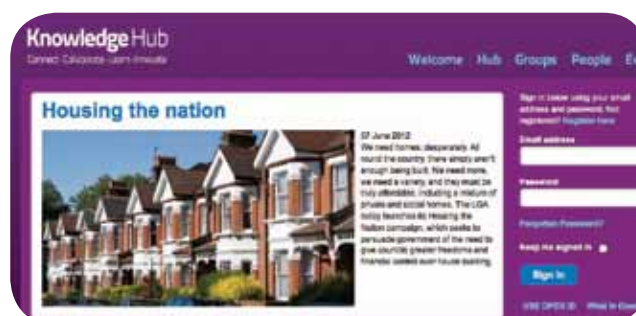 Knowledge Hub
Connect Collaborate Learn Innovate
Welcome Hub Groups People
Housing the nation
07 June 2012
We need homes, desperately. All
round the country, there simply aren't
enough being built. We need more,
we need a variety, and they must be
truly affordable, including a mixture of
private and social homes. The LGA
today launches its Housing the
Nation campaign, which seeks to
persuade government of the need to
give councils greater freedoms and
financial control over house building.
Sign in below using your email
address and password. Not
registered? Register here
Email address
Password
Forgotten Password?
Keep me signed in
Sign in
USE OPEN ID